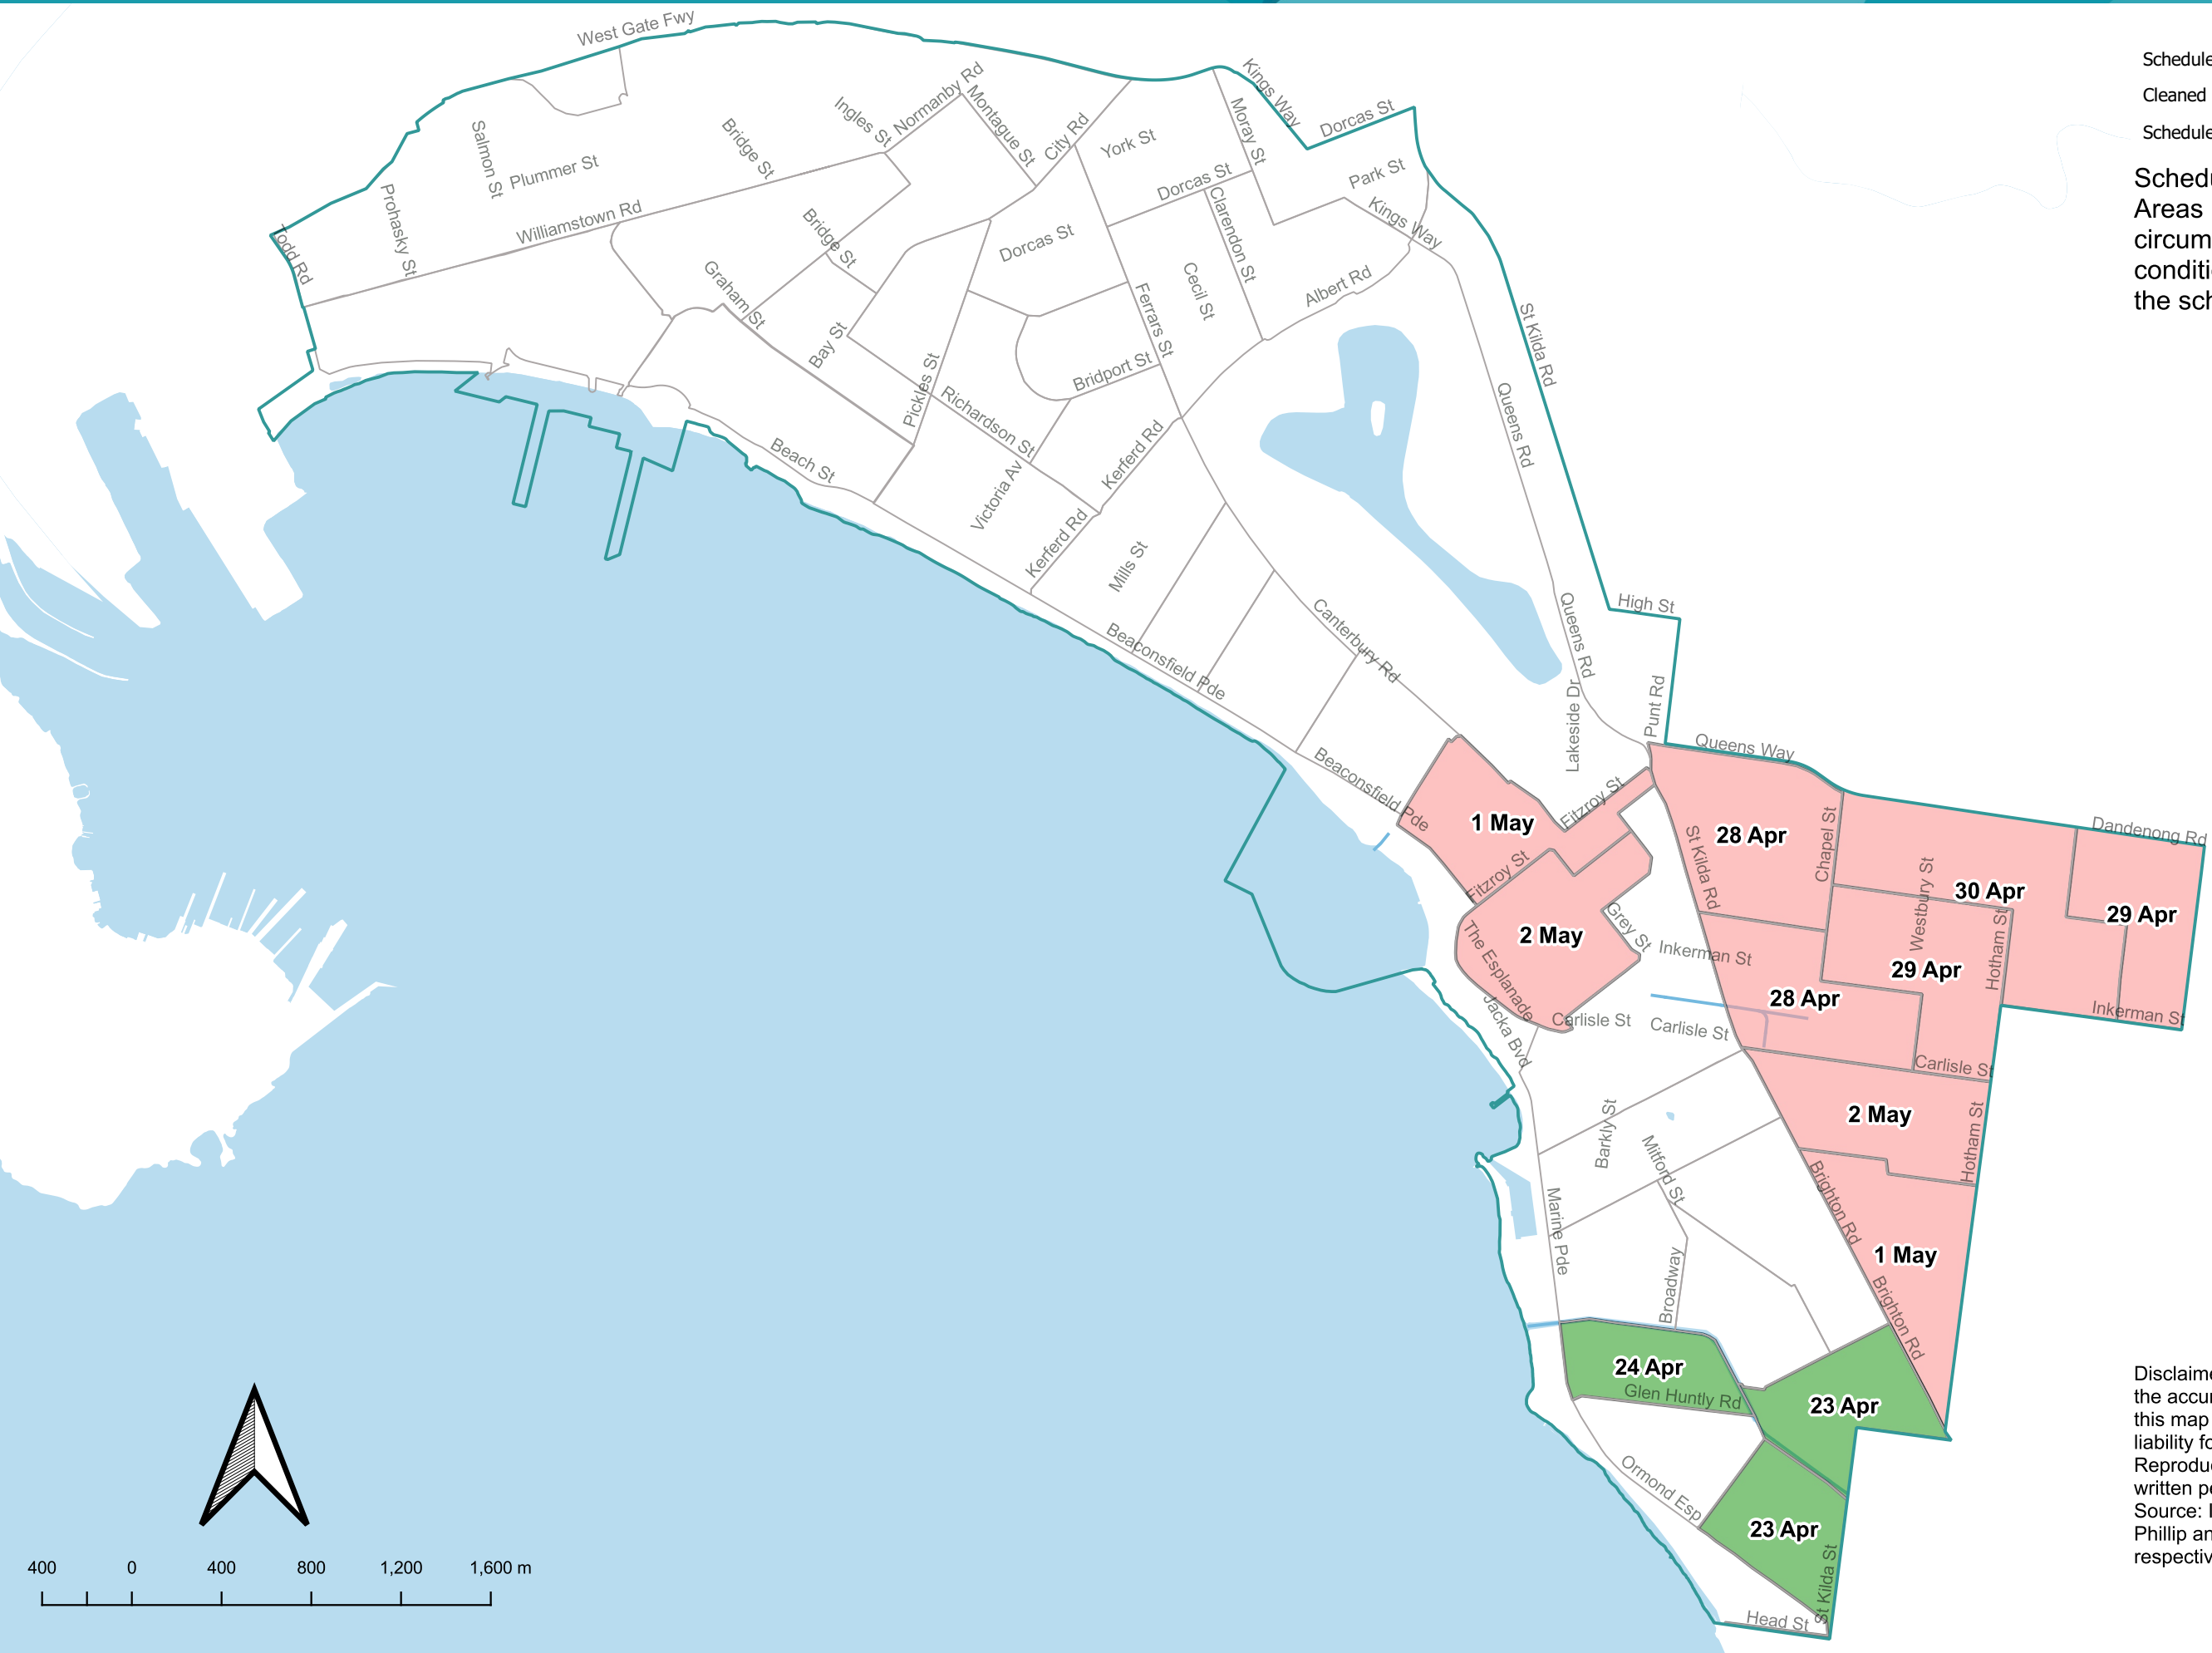 West Gate Fwy
Kings Way
Dorcas St
Normanby Rd
Ingles St
Montague St
City Rd
York St
Moray St
Salmon St
Plummer St
Bridge St
Park St
Dorcas St
Clarendon St
Kings Way
Prohasky St
Williamstown Rd
Todd Rd
Bridge St
Dorcas St
Cecil St
Albert Rd
Graham St
Ferrars St
St Kilda Rd
Bay St
Pickles St
Bridport St
Queens Rd
Richardson St
Kerferd Rd
Beach St
Victoria Av
Kerferd Rd
Mills St
High St
Canterbury Rd
Queens Rd
Beaconsfield Pde
Lakeside Dr
Punt Rd
Queens Way
Beaconsfield Pde
Fitzroy St
1 May
28 Apr
Chapel St
Dandenong Rd
St Kilda Rd
Fitzroy St
Westbury St
30 Apr
29 Apr
2 May
Grey St
The Esplanade
Inkerman St
Hotham St
29 Apr
28 Apr
Jacka Bvd
Carlisle St
Carlisle St
Inkerman St
Carlisle St
2 May
Barkly St
Mitford St
Hotham St
Marine Pde
Brighton Rd
1 May
Broadway
Brighton Rd
24 Apr
Glen Huntly Rd
23 Apr
Ormond Esp
23 Apr
St Kilda St
Head St
400 0 400 800 1,200 1,600 m
Schedule
Cleaned
Schedule
Schedu
Areas
circum
conditi
the sch
Disclaime
the accur
this map
liability fo
Reprodu
written pe
Source:
Phillip an
respectiv